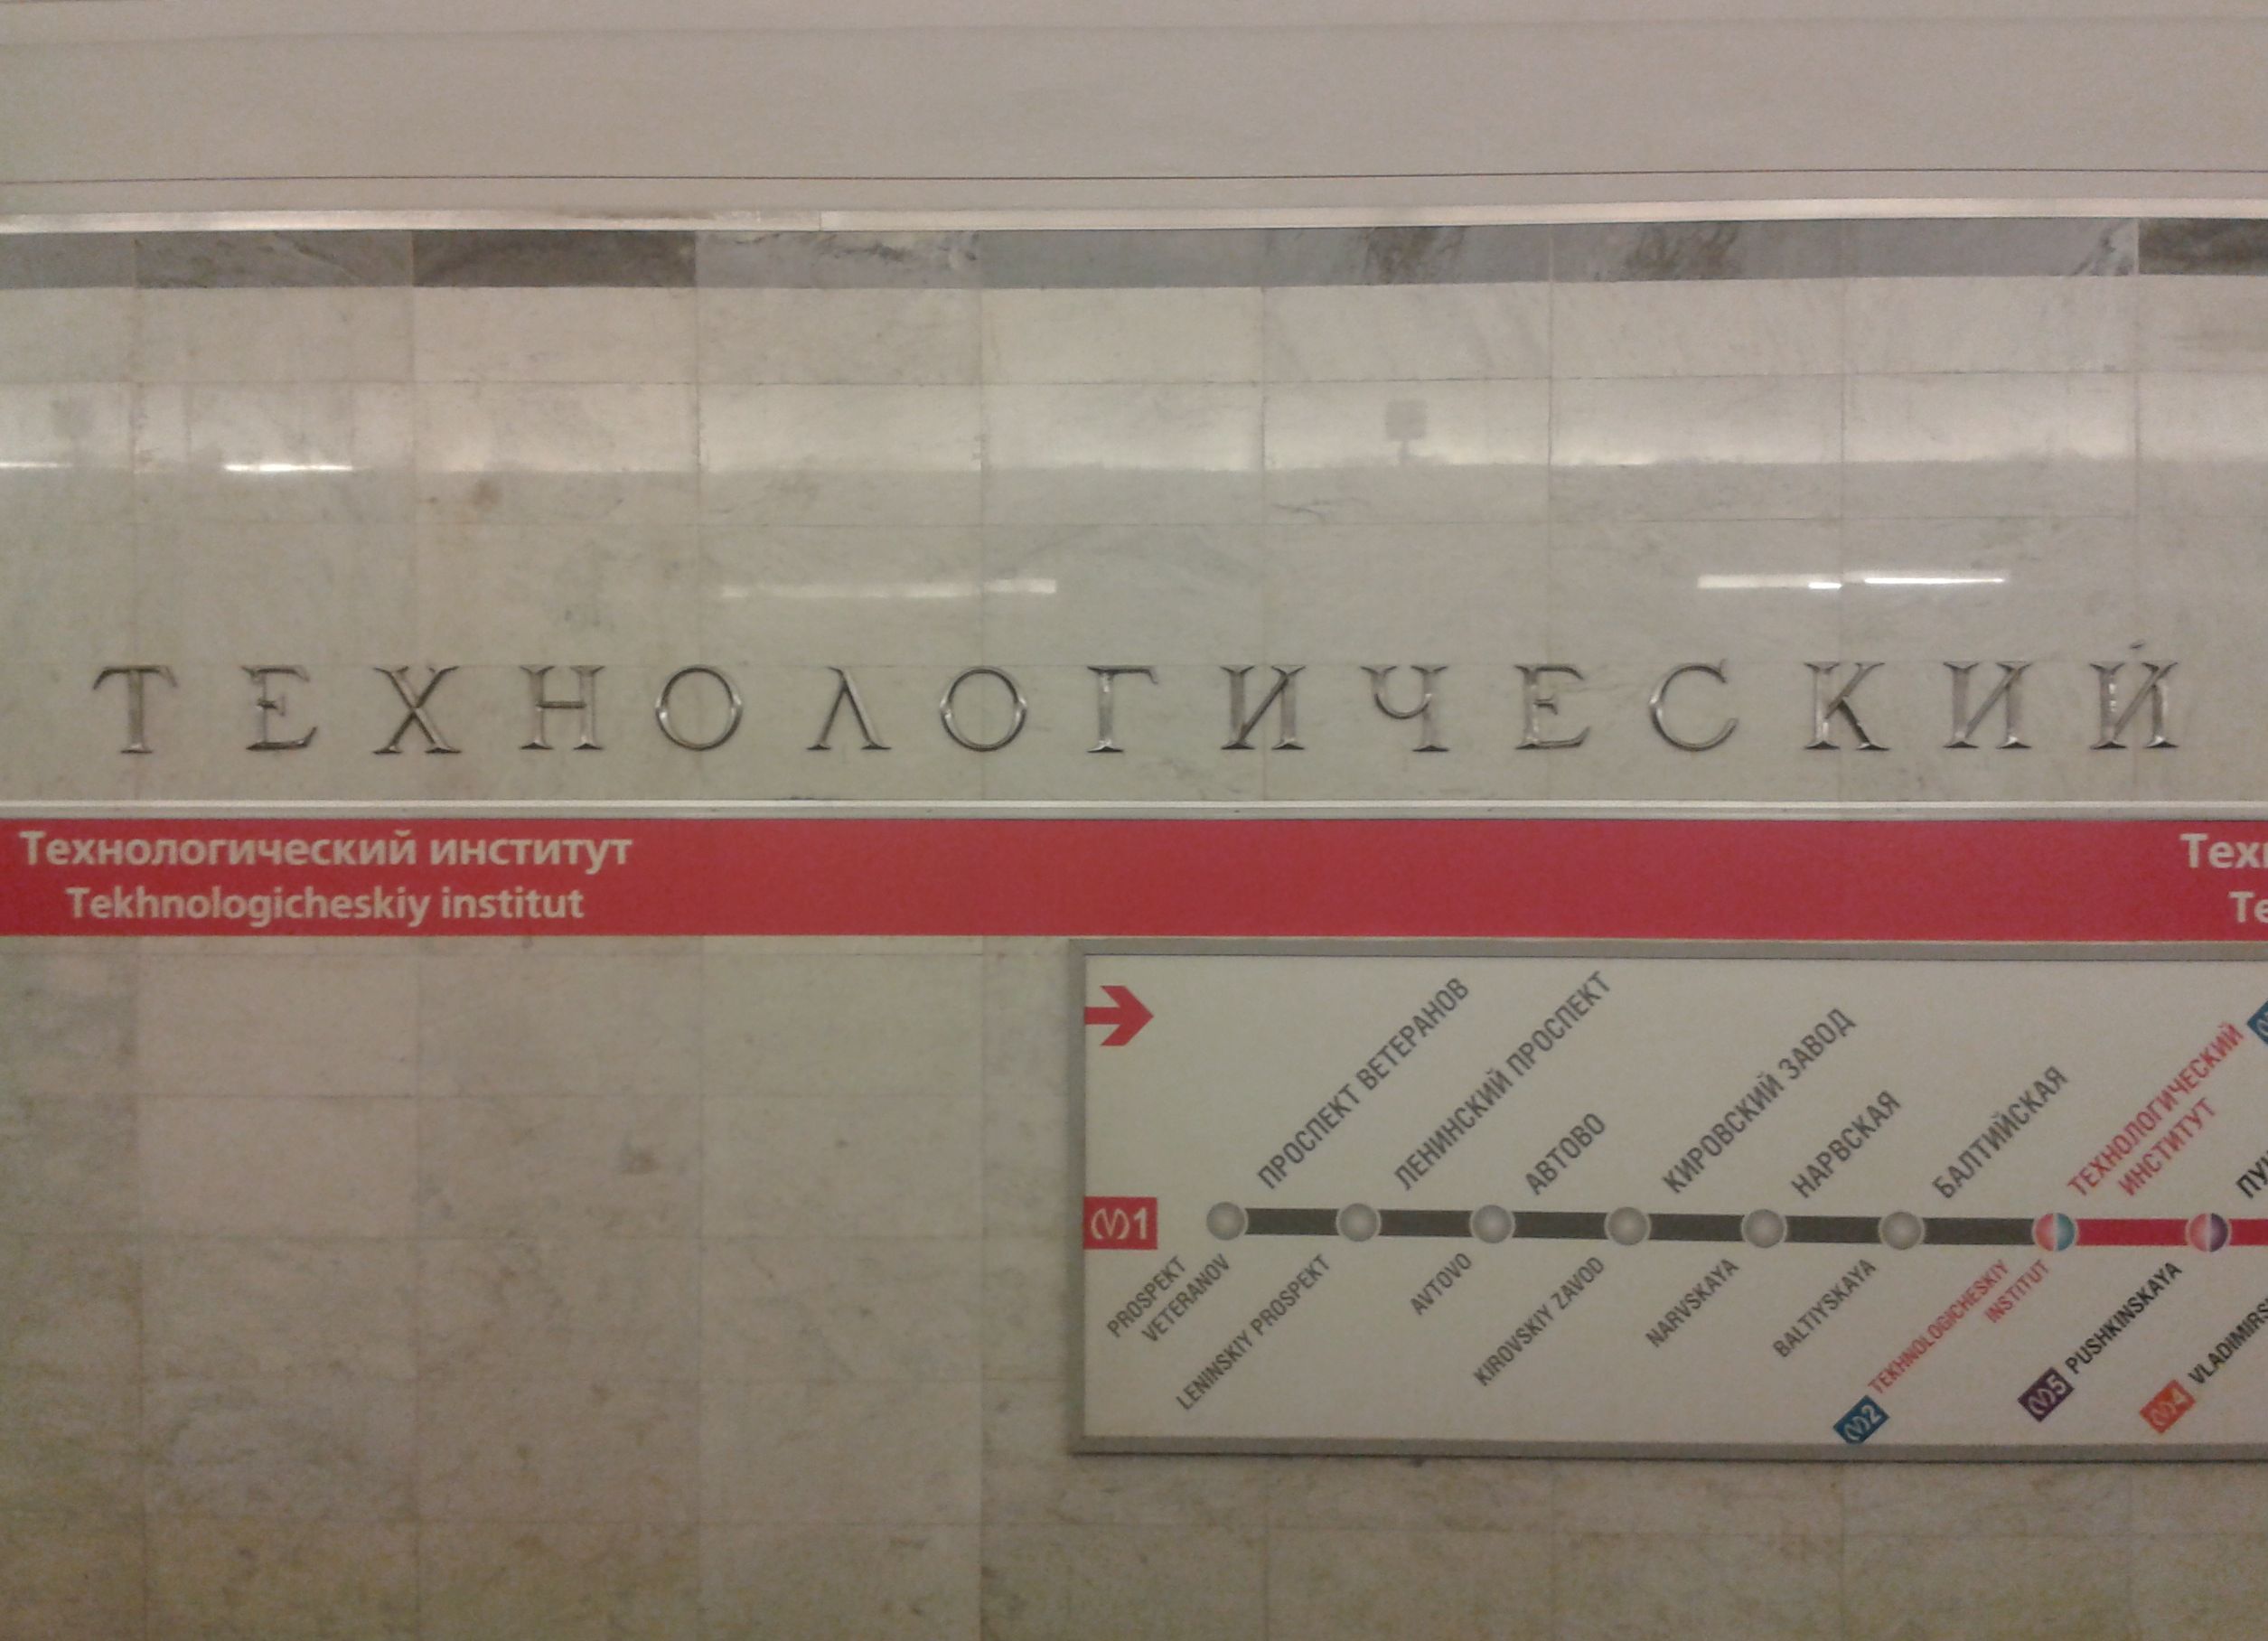 ТЕХНОЛОГИЧЕСКИЙ
Технологический институт
Tekhnologicheskiy institut
ПРОСПЕКТ ВЕТЕРАНОВ
ЛЕНИНСКИЙ ПРОСПЕКТ
АВТОВО
КИРОВСКИЙ ЗАВОД
НАРВСКАЯ
БАЛТИЙСКАЯ
ТЕХНОЛОГИЧЕСКИЙ
ИНСТИТУТ
1
PROSPEKT
VETERANOV
LENINSKIY PROSPEKT
AVTOVO
KIROVSKIY ZAVOD
NARVSKAYA
BALTIYSKAYA
2 TEKHNOLOGICHESKIY
INSTITUT
5 PUSHKINSKAYA
4